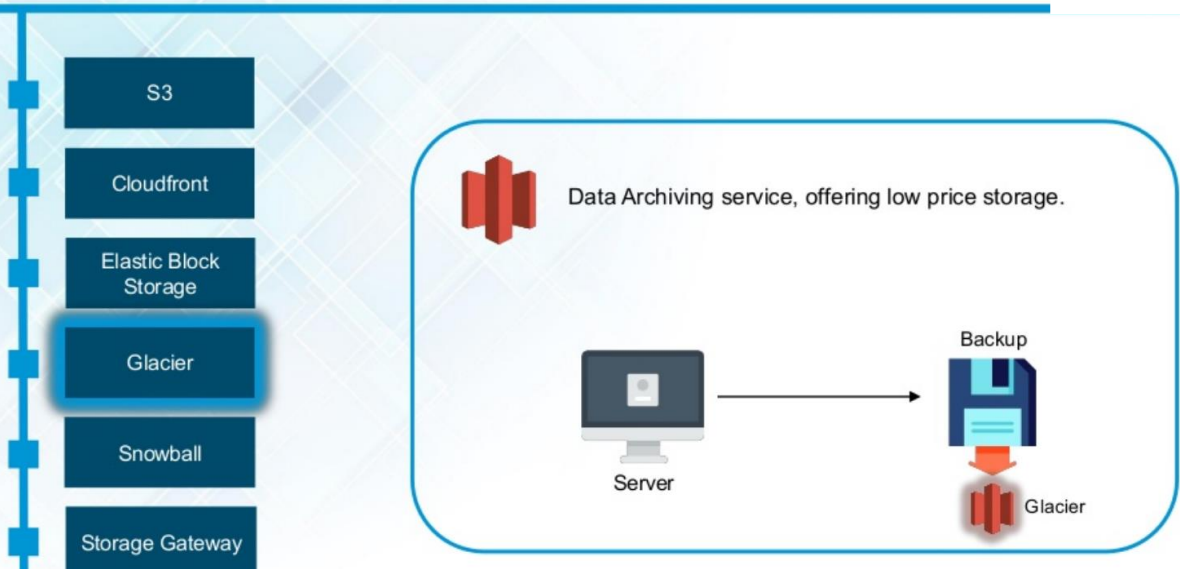 S3
Cloudfront
Elastic Block
Storage
Glacier
Snowball
Storage Gateway
Data Archiving service, offering low price storage.
Server
Backup
Glacier